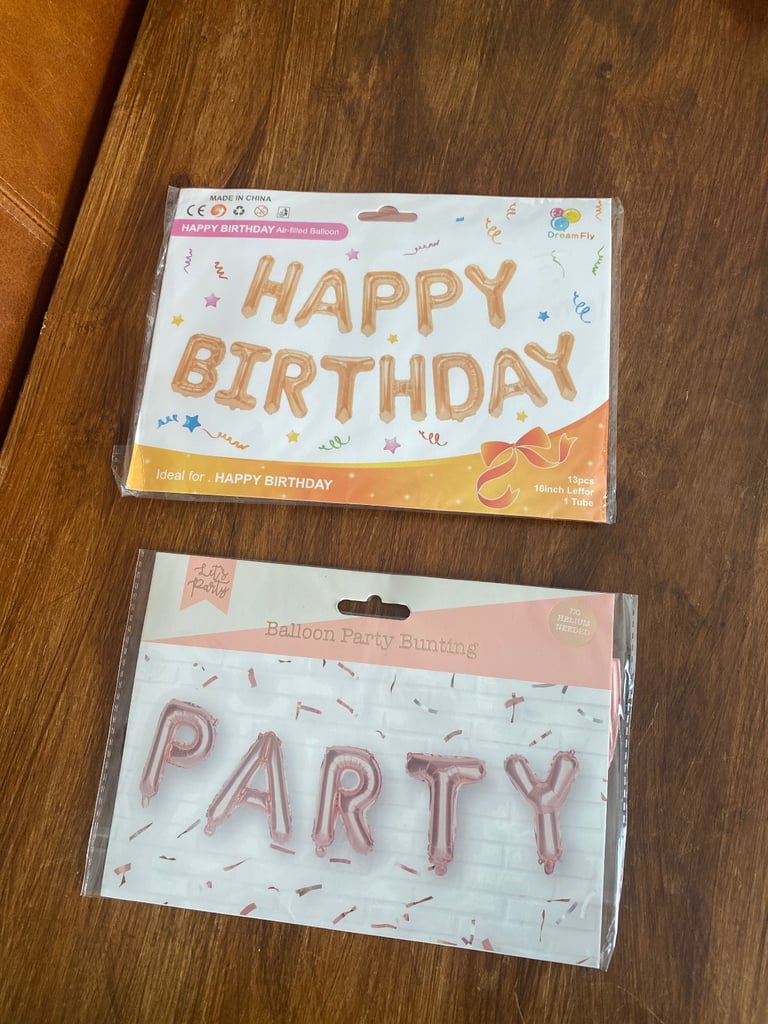 MADE IN CHINA
CE
HAPPY BIRTHDAY Air-filled Balloon
DreamFly
HAPPY
BIRTHDAY
Ideal for . HAPPY BIRTHDAY
13pcs
16inch Leffor
1 Tube
Let's
Party
Balloon Party Bunting
NO
HELIUM
NEEDED
PARTY